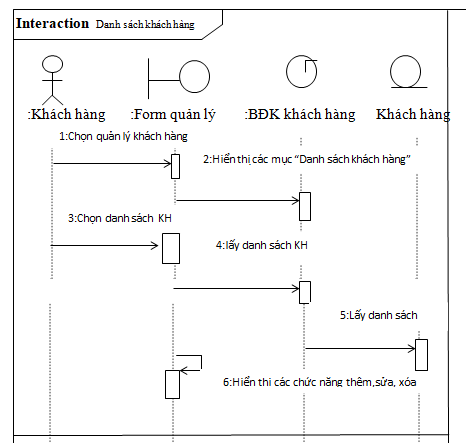 Interaction Danh sách khách hàng
:Khách hàng :Form quản lý :BĐK khách hàng Khách hàng
1:Chọn quản lý khách hàng
2:Hiển thị các mục “Danh sách khách hàng”
3:Chọn danh sách KH
4:lấy danh sách KH
5:Lấy danh sách
6:Hiển thi các chức năng thêm,sửa, xóa